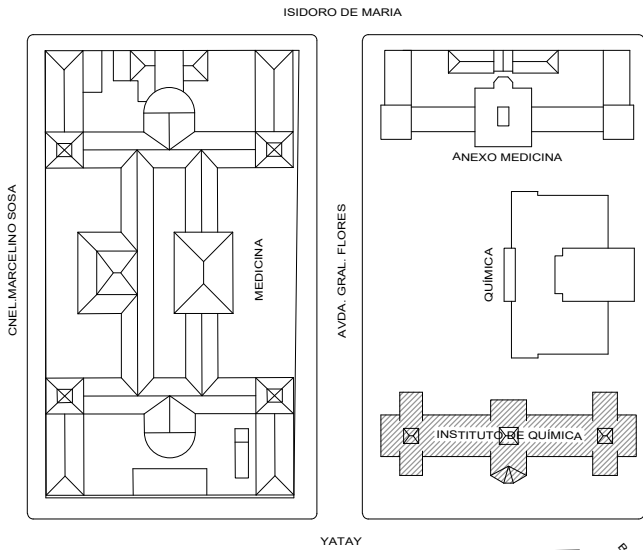 ISIDORO DE MARIA
CNEL.MARCELINO SOSA
MEDICINA
AVDA. GRAL. FLORES
ANEXO MEDICINA
QUÍMICA
INSTITUTO DE QUÍMICA
YATAY